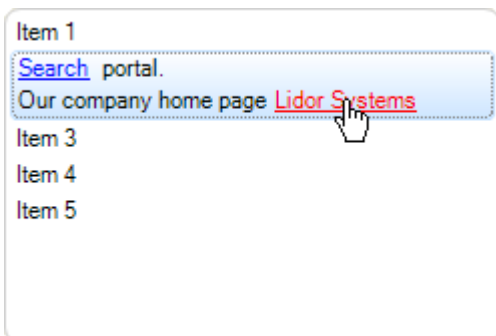 Item 1
Search portal.
Our company home page Lidor Systems
Item 3
Item 4
Item 5